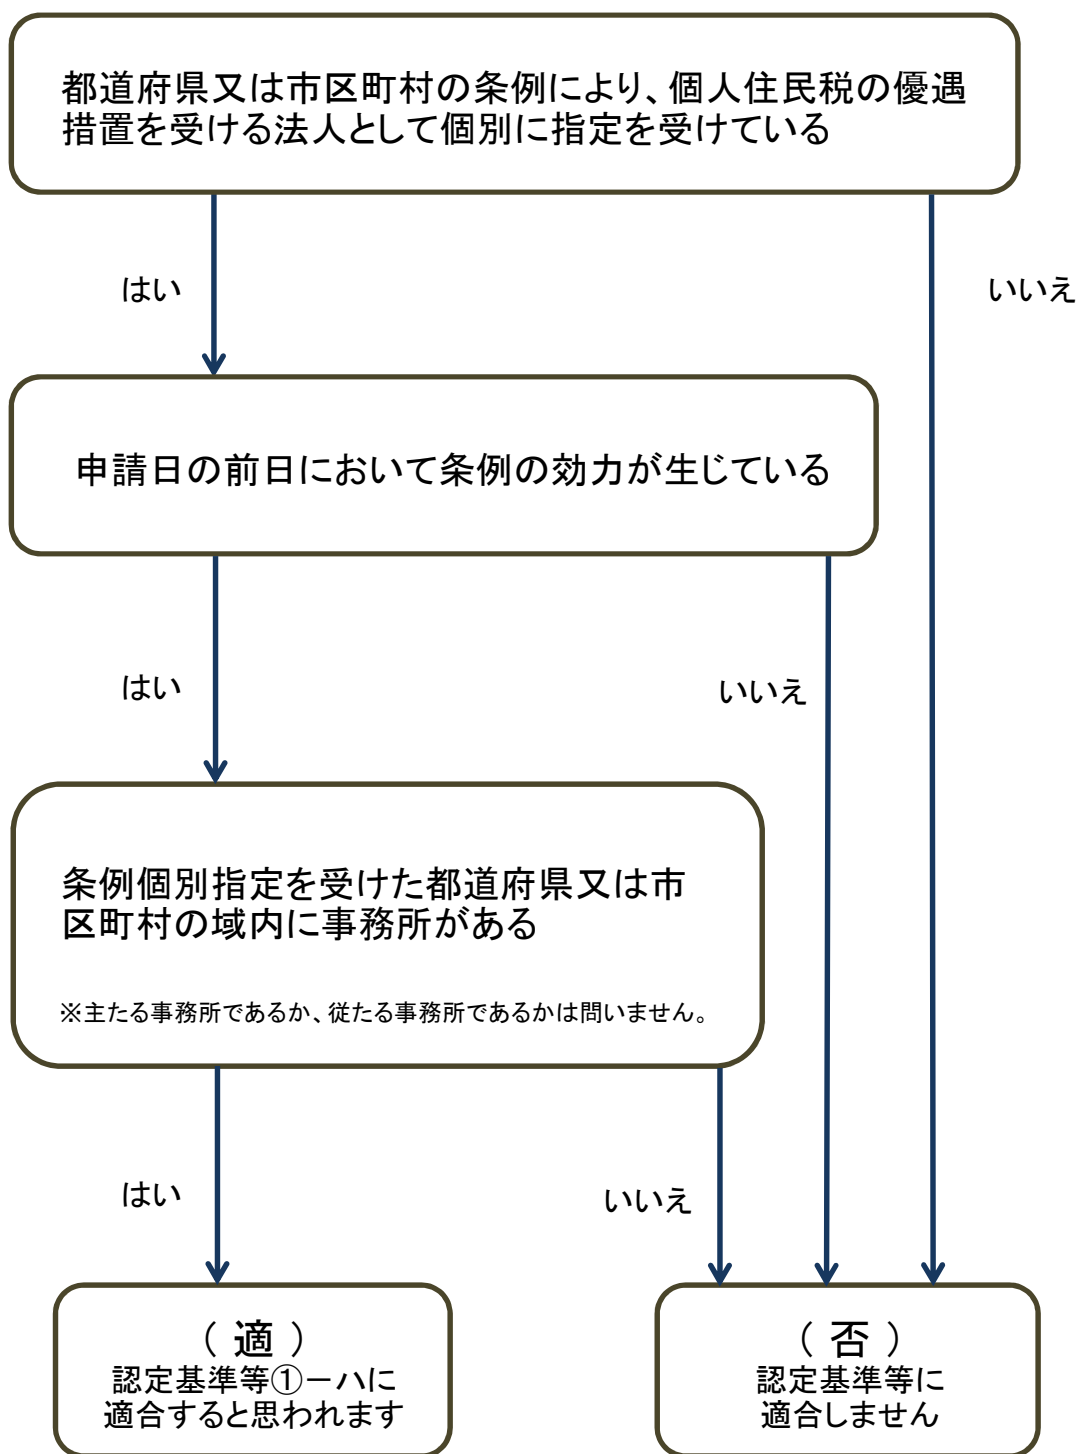 都道府県又は市区町村の条例により、個人住民税の優遇
措置を受ける法人として個別に指定を受けている
はい
いいえ
申請日の前日において条例の効力が生じている
はい
いいえ
条例個別指定を受けた都道府県又は市
区町村の域内に事務所がある
※主たる事務所であるか、従たる事務所であるかは問いません。
はい
いいえ
（ 適 ）
認定基準等①－ハに
適合すると思われます
（ 否 ）
認定基準等に
適合しません